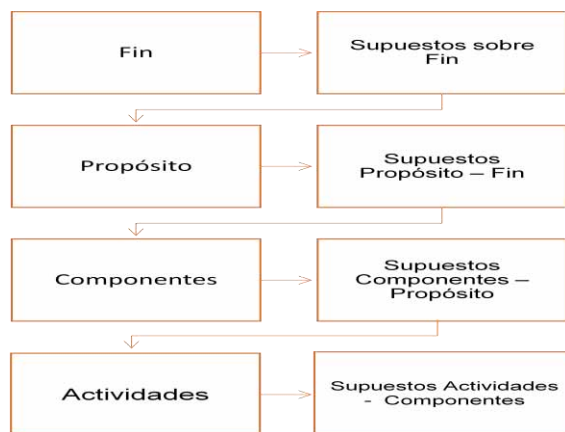 Fin
Supuestos sobre
Fin
Propósito
Supuestos
Propósito – Fin
Componentes
Supuestos
Componentes –
Propósito
Actividades
Supuestos Actividades
- Componentes